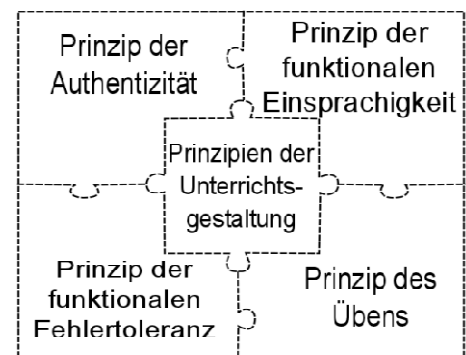 Prinzip der
Authentizität
Prinzip der
funktionalen
Einsprachigkeit
Prinzipien der
Unterrichts-
gestaltung
Prinzip der
funktionalen
Fehlertoleranz
Prinzip des
Übens